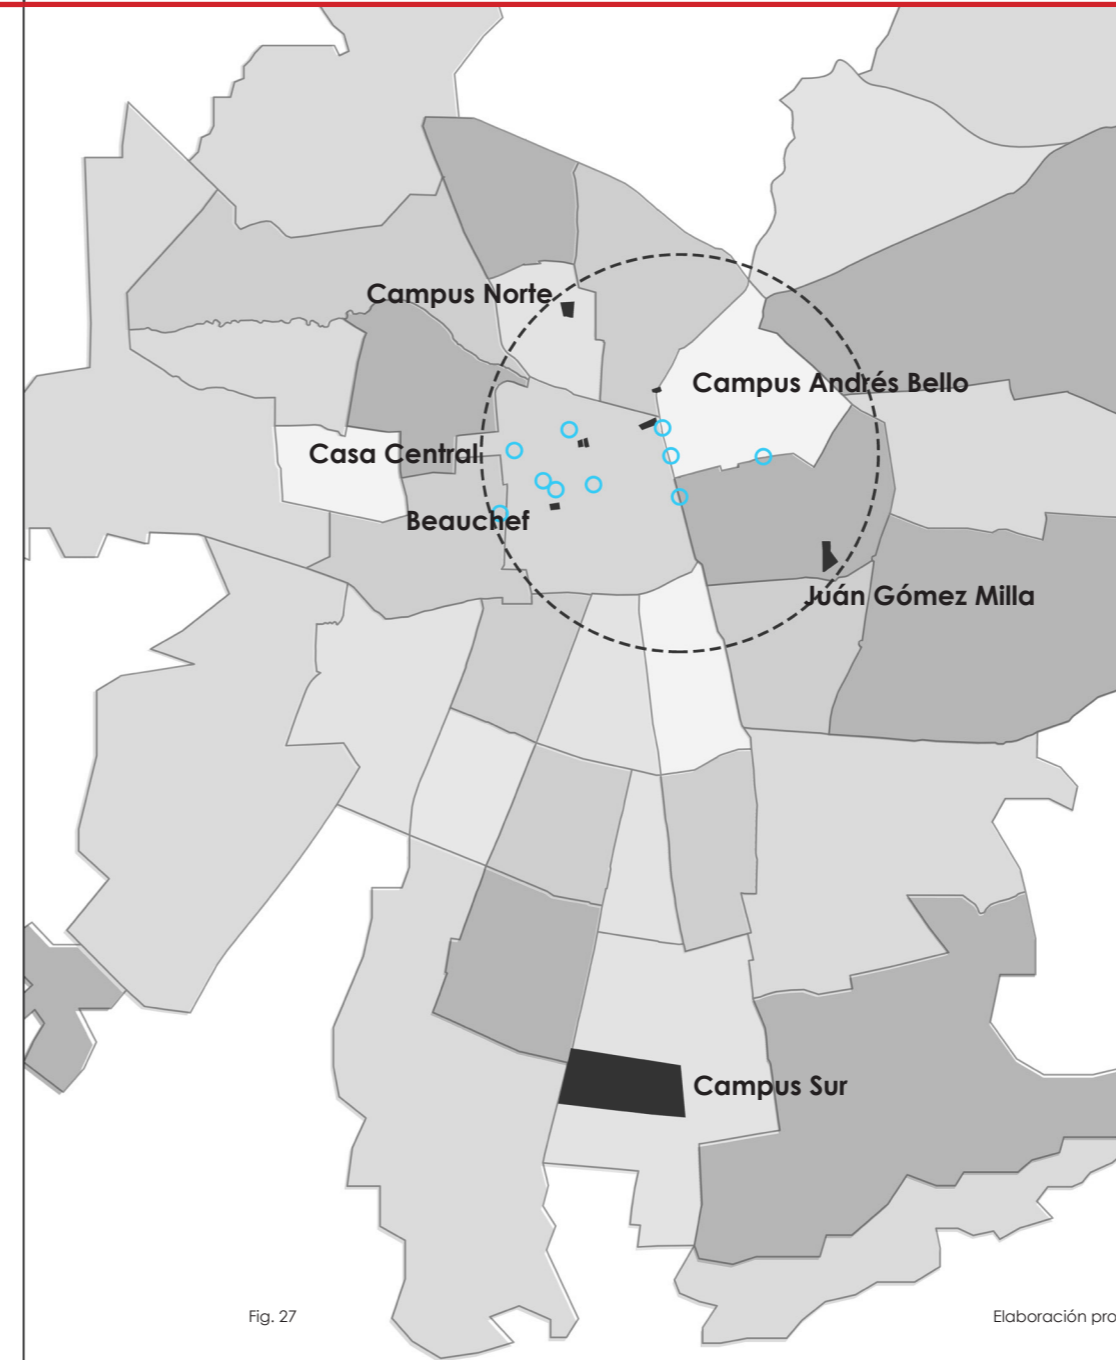 Campus Norte
Campus Andrés Bello
Casa Central
Beauchef
Juán Gómez Milla
Campus Sur
Fig. 27
Elaboración pro